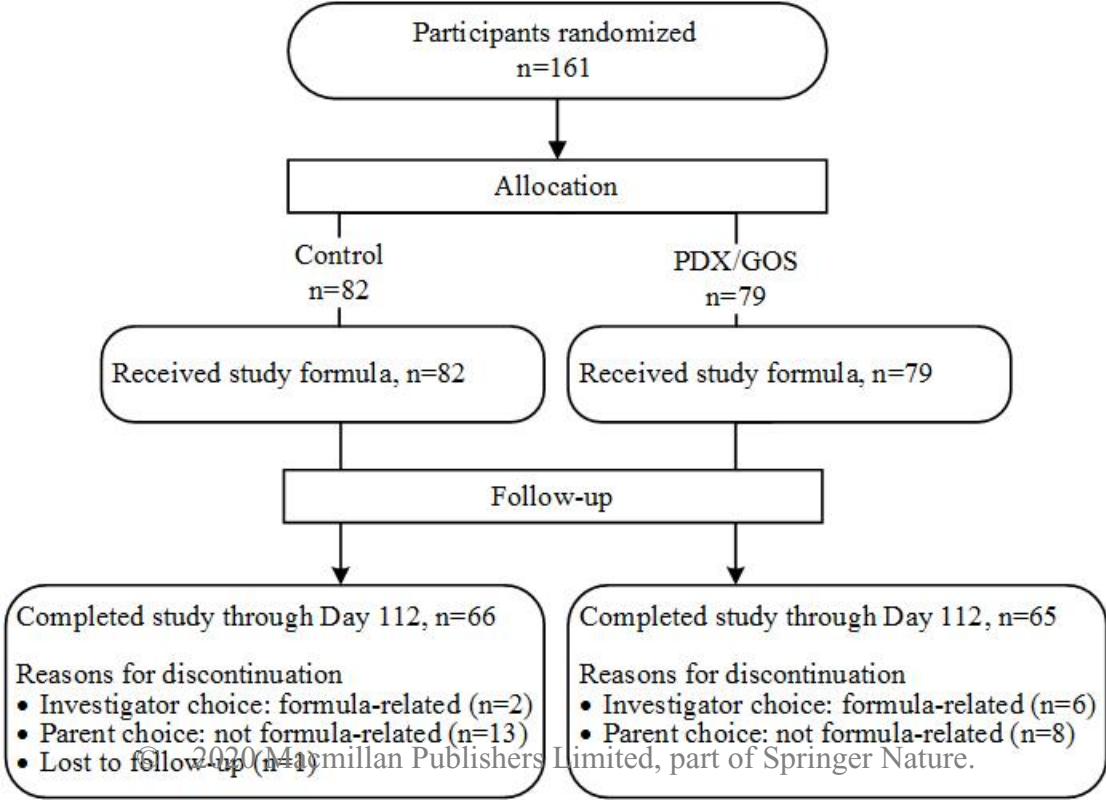 Participants randomized
n=161
Allocation
Control
n=82
PDX/GOS
n=79
Received study formula, n=82
Received study formula, n=79
Follow-up
Completed study through Day 112, n=66
Reasons for discontinuation
• Investigator choice: formula-related (n=2)
• Parent choice: not formula-related (n=13)
• Lost to follow-up (n=1)
Completed study through Day 112, n=65
Reasons for discontinuation
• Investigator choice: formula-related (n=6)
• Parent choice: not formula-related (n=8)
© 2020 Macmillan Publishers Limited, part of Springer Nature.